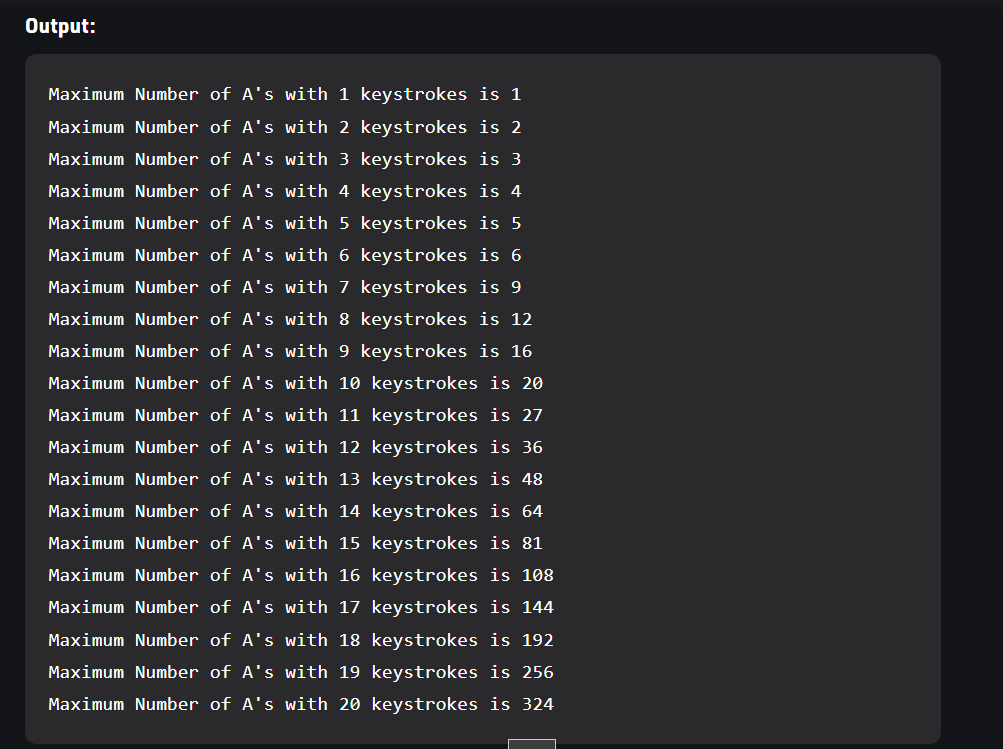 Output:
Maximum Number of A's with 1 keystrokes is 1
Maximum Number of A's with 2 keystrokes is 2
Maximum Number of A's with 3 keystrokes is 3
Maximum Number of A's with 4 keystrokes is 4
Maximum Number of A's with 5 keystrokes is 5
Maximum Number of A's with 6 keystrokes is 6
Maximum Number of A's with 7 keystrokes is 9
Maximum Number of A's with 8 keystrokes is 12
Maximum Number of A's with 9 keystrokes is 16
Maximum Number of A's with 10 keystrokes is 20
Maximum Number of A's with 11 keystrokes is 27
Maximum Number of A's with 12 keystrokes is 36
Maximum Number of A's with 13 keystrokes is 48
Maximum Number of A's with 14 keystrokes is 64
Maximum Number of A's with 15 keystrokes is 81
Maximum Number of A's with 16 keystrokes is 108
Maximum Number of A's with 17 keystrokes is 144
Maximum Number of A's with 18 keystrokes is 192
Maximum Number of A's with 19 keystrokes is 256
Maximum Number of A's with 20 keystrokes is 324